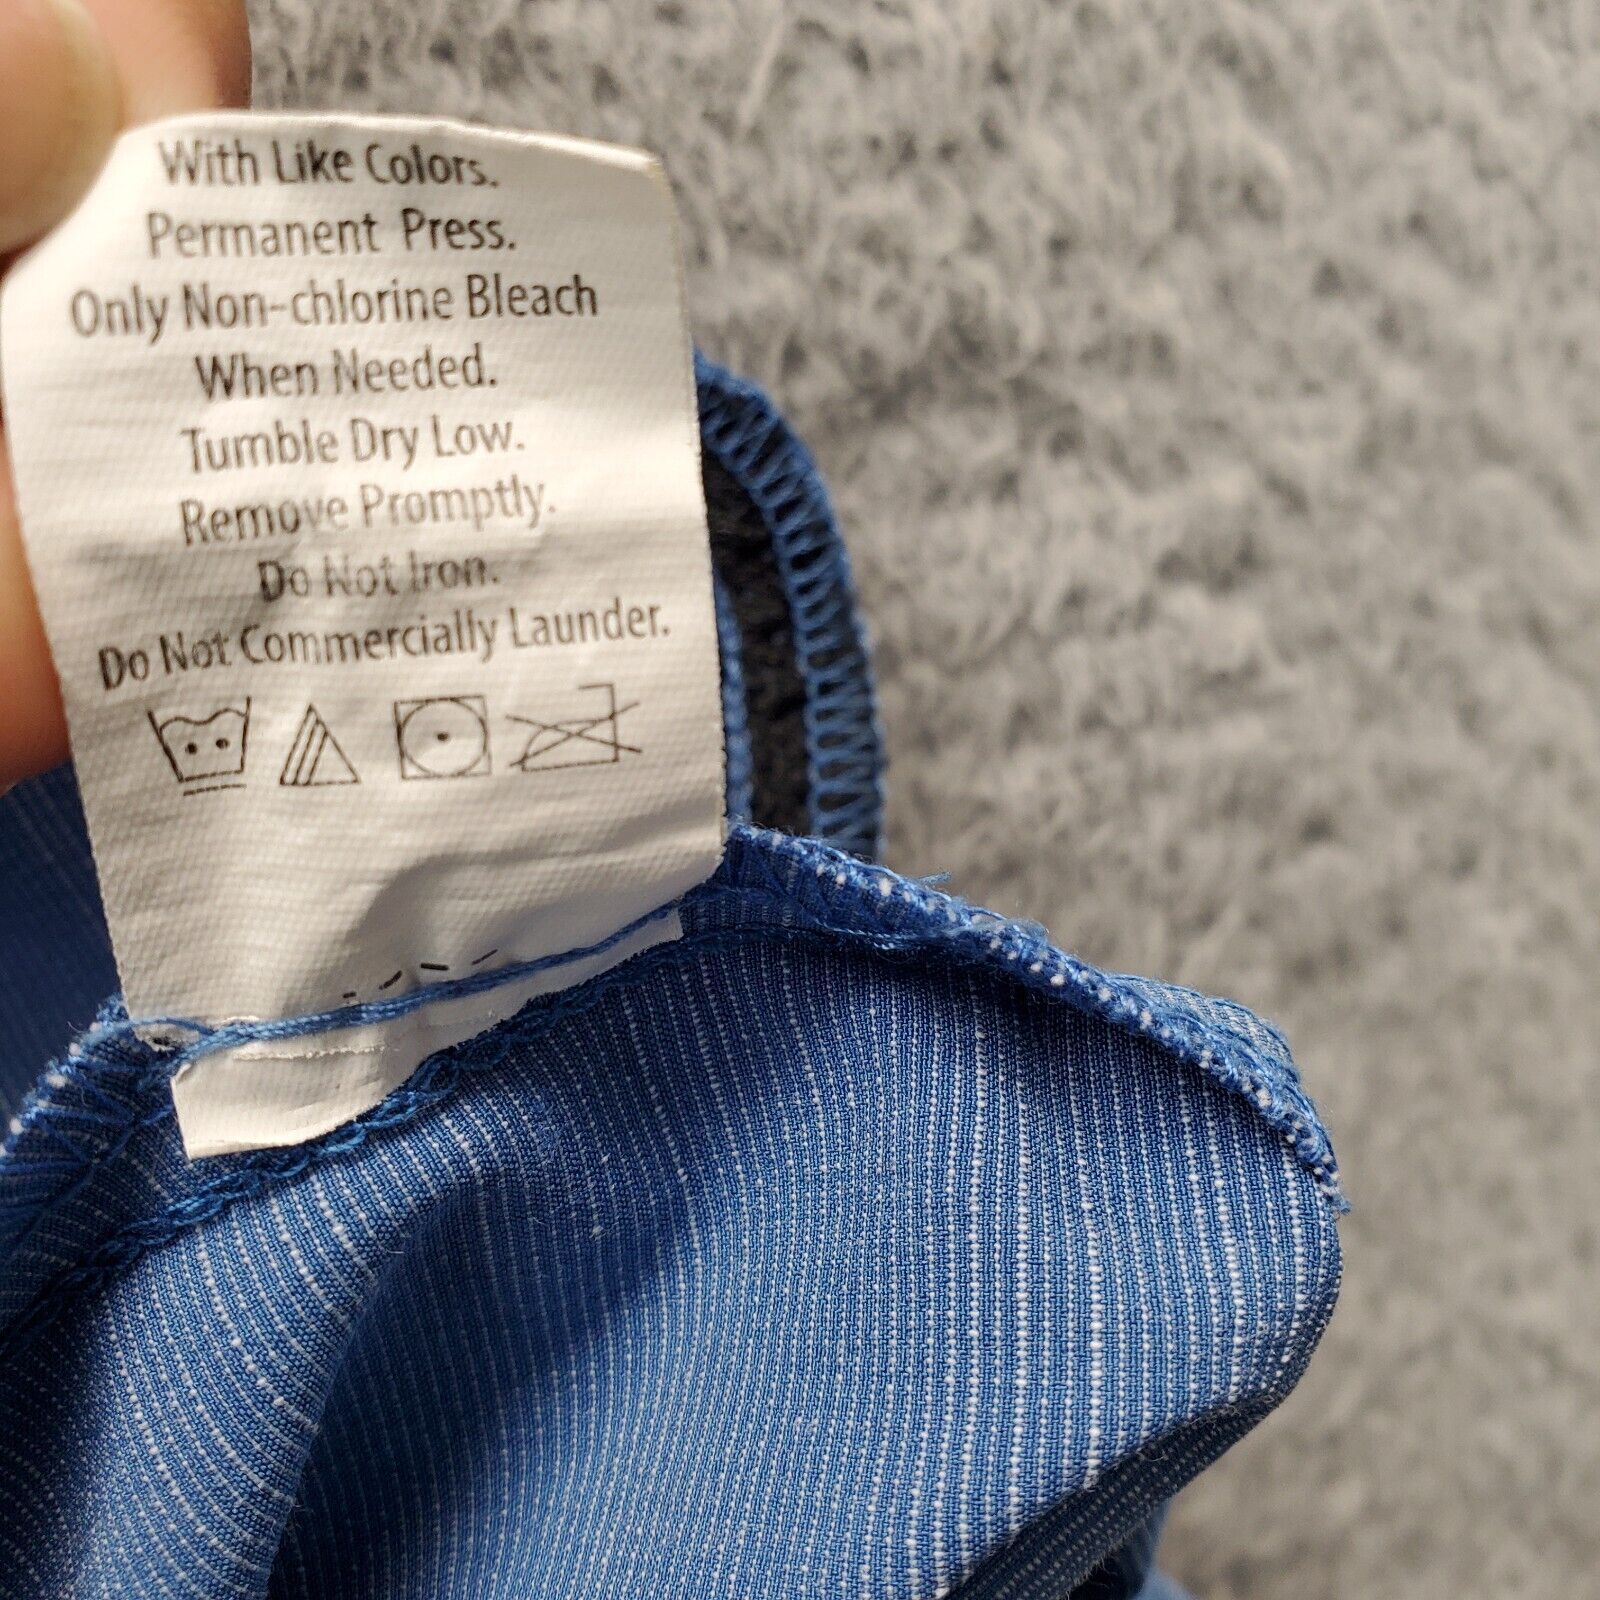 With Like Colors.
Permanent Press.
Only Non-chlorine Bleach
When Needed.
Tumble Dry Low.
Remove Promptly.
Do Not Iron.
Do Not Commercially Launder.